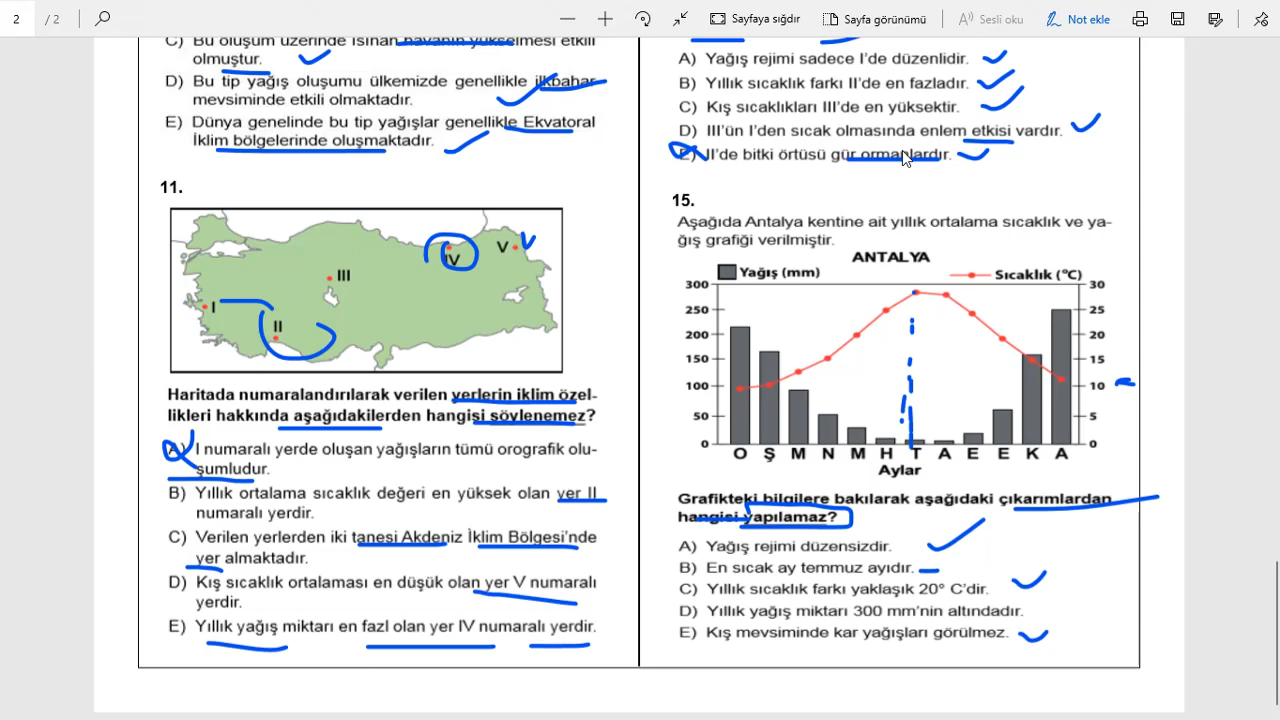 2 / 2
Sayfaya sığdır
Sayfa görünümü
Sesli oku
Not ekle
C) Bu oluşum üzerinde ısınan havanın yükselmesi etkili
olmuştur.
D) Bu tip yağış oluşumu ülkemizde genellikle ilkbahar
mevsiminde etkili olmaktadır.
E) Dünya genelinde bu tip yağışlar genellikle Ekvatoral
İklim bölgelerinde oluşmaktadır.
11.
I
II
III
IV
V
Haritada numaralandırılarak verilen yerlerin iklim özel-
likleri hakkında aşağıdakilerden hangisi söylenemez?
A) I numaralı yerde oluşan yağışların tümü orografik olu-
şumludur.
B) Yıllık ortalama sıcaklık değeri en yüksek olan yer II
numaralı yerdir.
C) Verilen yerlerden iki tanesi Akdeniz İklim Bölgesi'nde
yer almaktadır.
D) Kış sıcaklık ortalaması en düşük olan yer V numaralı
yerdir.
E) Yıllık yağış miktarı en fazl olan yer IV numaralı yerdir.
A) Yağış rejimi sadece I'de düzenlidir.
B) Yıllık sıcaklık farkı II'de en fazladır.
C) Kış sıcaklıkları III'de en yüksektir.
D) III'ün I'den sıcak olmasında enlem etkisi vardır.
E) II'de bitki örtüsü gür ormanlardır.
15.
Aşağıda Antalya kentine ait yıllık ortalama sıcaklık ve ya-
ğış grafiği verilmiştir.
ANTALYA
Yağış (mm)
Sıcaklık (°C)
300 30
250 25
200 20
150 15
100 10
50 5
0 0
O Ş M N M H T A E E K A
Aylar
Grafikteki bilgilere bakılarak aşağıdaki çıkarımlardan
hangisi yapılamaz?
A) Yağış rejimi düzensizdir.
B) En sıcak ay temmuz ayıdır.
C) Yıllık sıcaklık farkı yaklaşık 20° C'dir.
D) Yıllık yağış miktarı 300 mm'nin altındadır.
E) Kış mevsiminde kar yağışları görülmez.